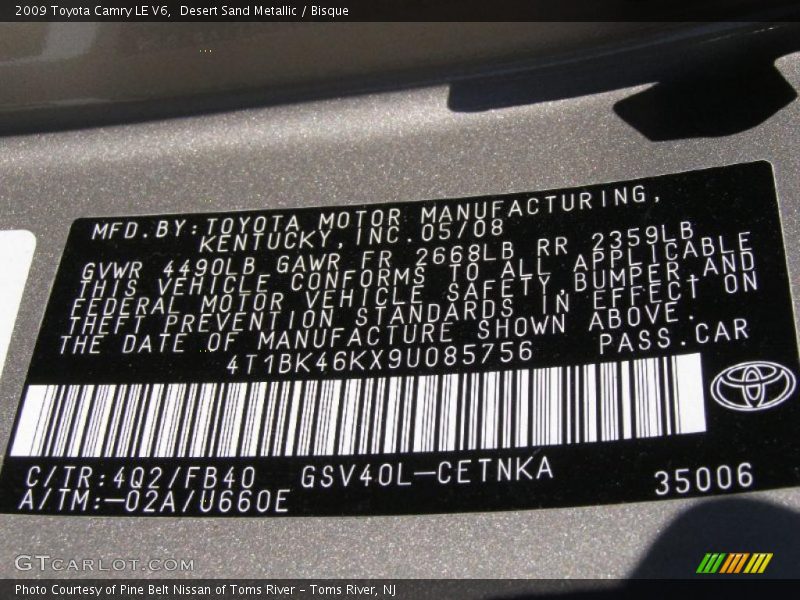 2009 Toyota Camry LE V6,  Desert Sand Metallic / Bisque
MFD.BY:TOYOTA MOTOR MANUFACTURING,
KENTUCKY,INC.05/08
GVWR 4490LB GAWR FR 2668LB RR 2359LB
THIS VEHICLE CONFORMS TO ALL APPLICABLE
FEDERAL MOTOR VEHICLE SAFETY,BUMPER,AND
THEFT PREVENTION STANDARDS IN EFFECT ON
THE DATE OF MANUFACTURE SHOWN ABOVE.
4T1BK46KX9U085756 PASS.CAR
C/TR:4Q2/FB40 GSV40L-CETNKA 35006
A/TM:-02A/U660E
GTCARLOT.COM
Photo Courtesy of Pine Belt Nissan of Toms River – Toms River, NJ